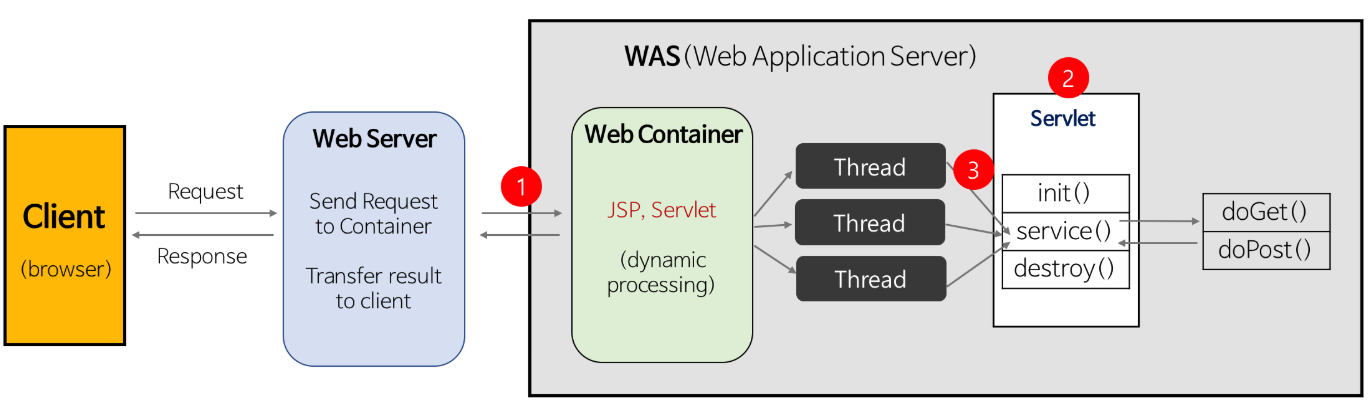 WAS(Web Application Server)
2
Servlet
Web Server
Web Container
Thread
1
3
Request
Client
Send Request
to Container
JSP, Servlet
init()
Thread
service()
doGet()
doPost()
Response
(browser)
(dynamic
processing)
Transfer result
to client
Thread
destroy()